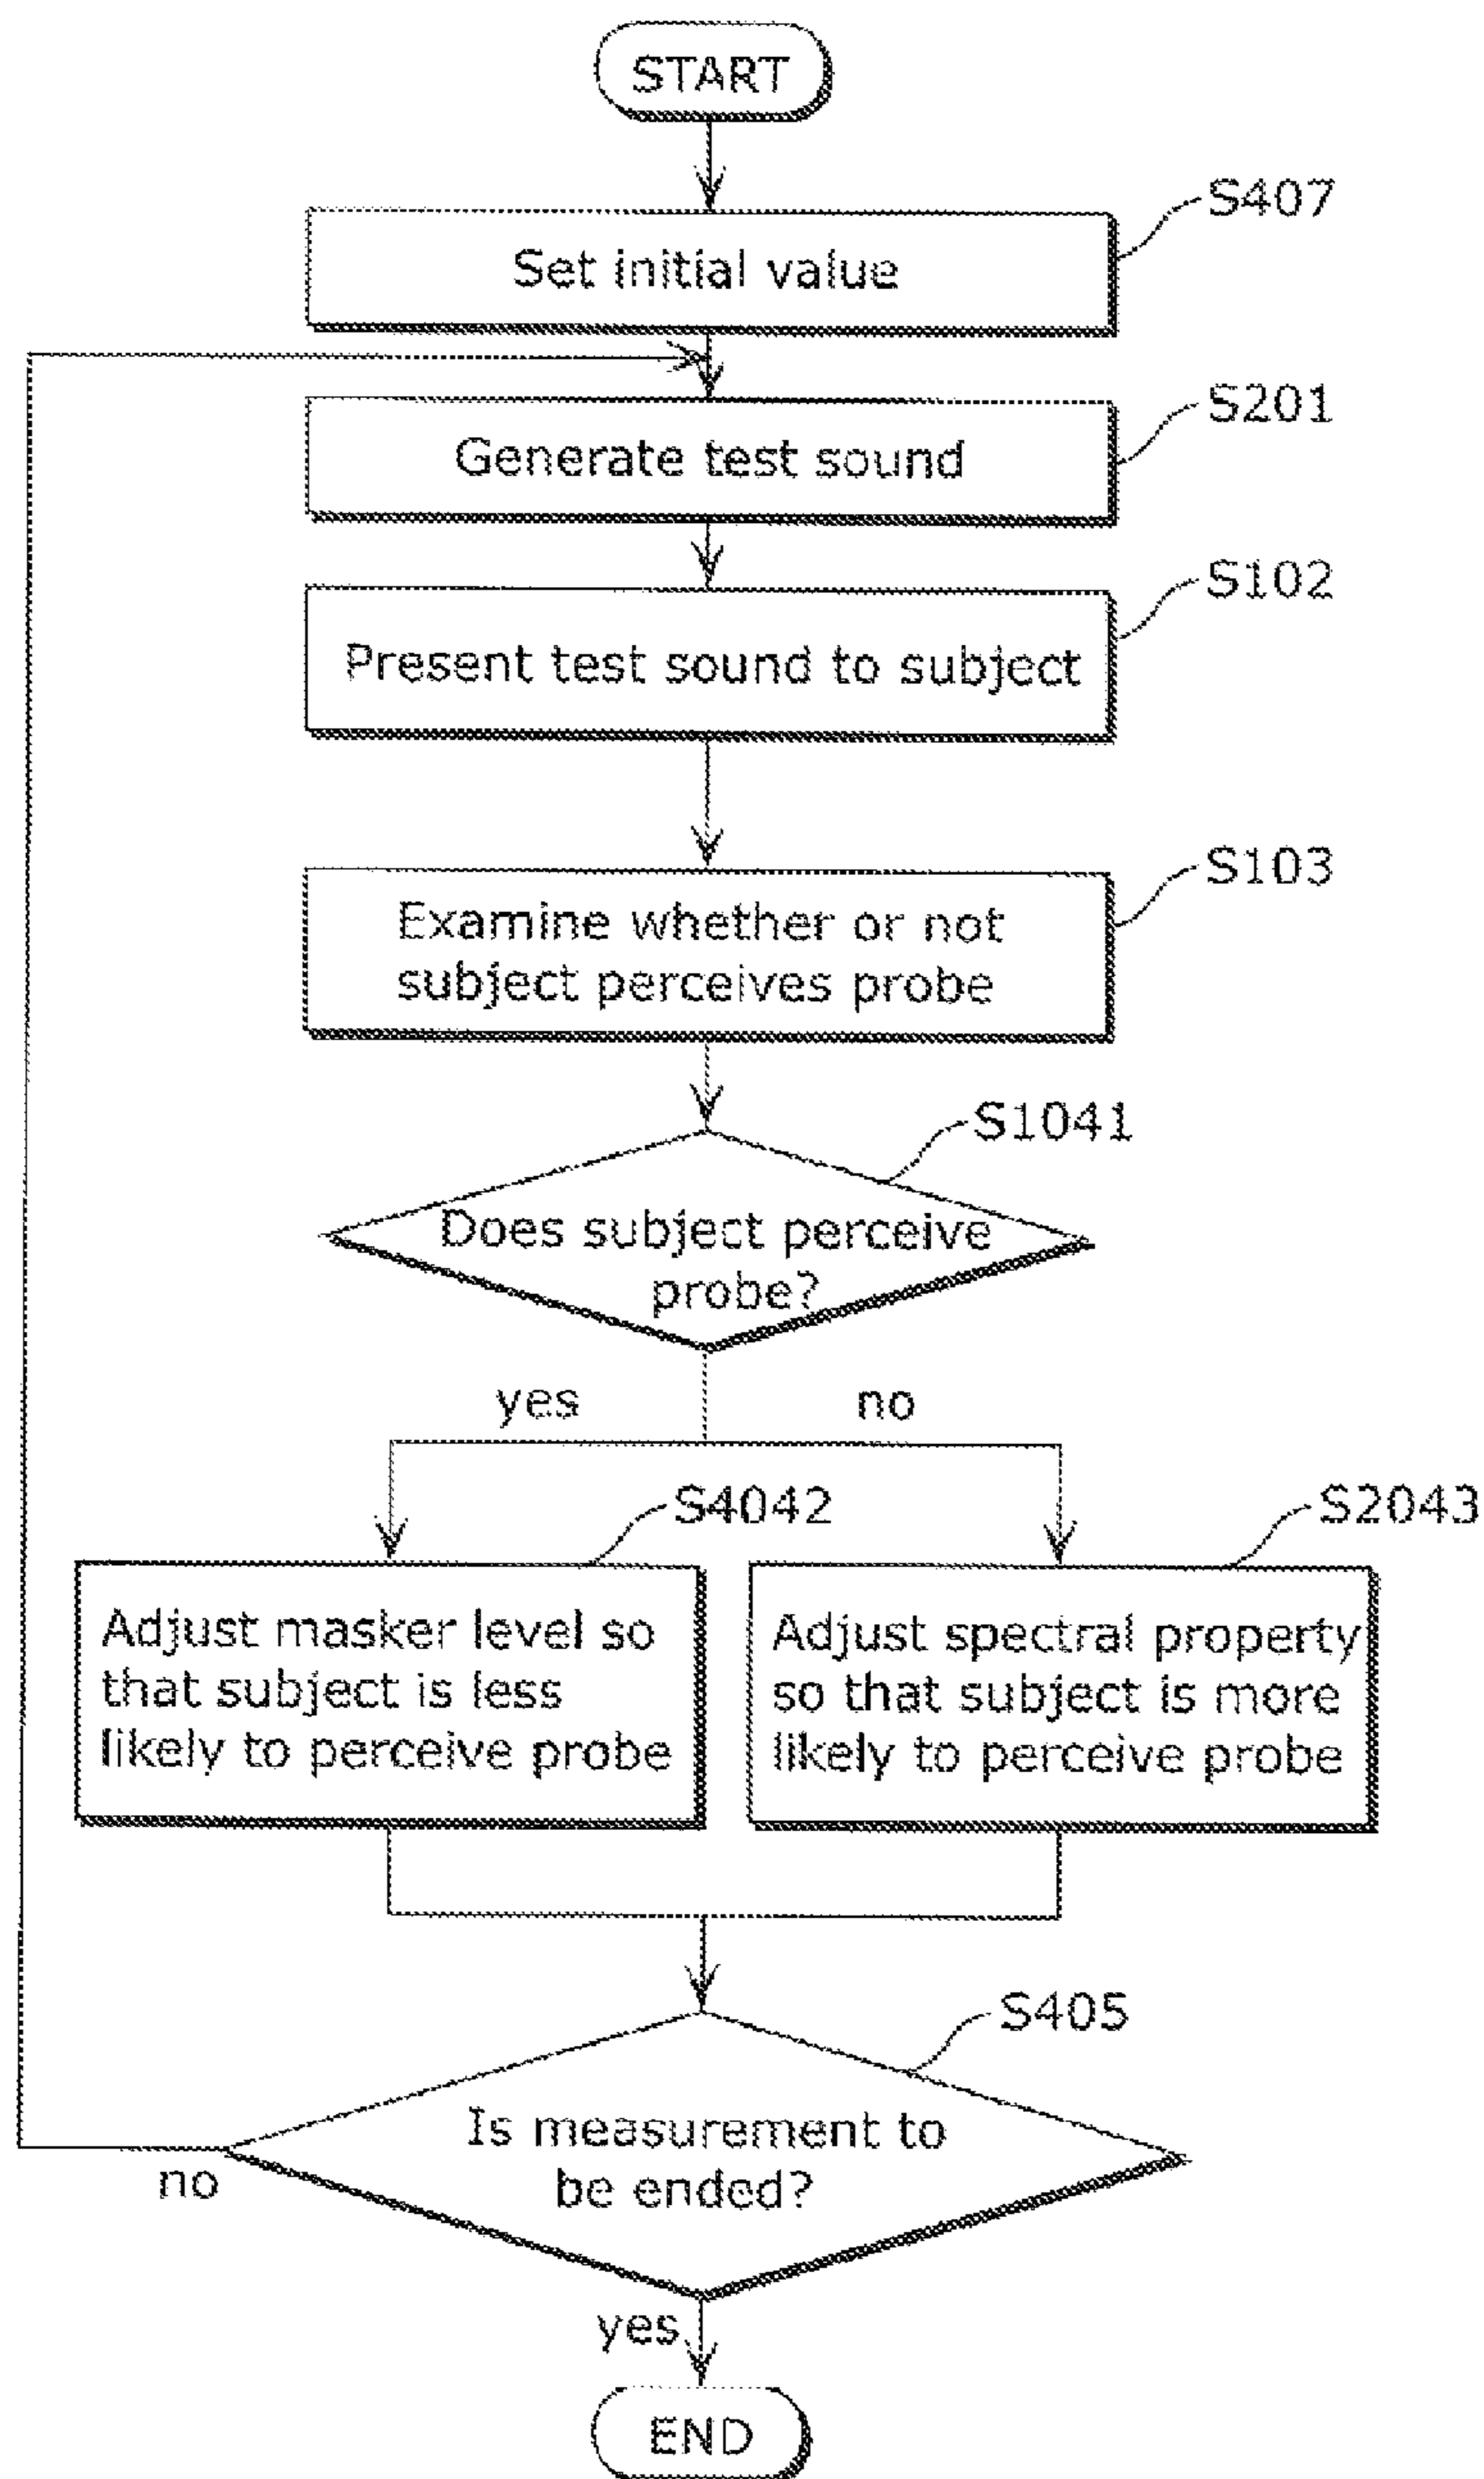 START
S407
Set initial value
S201
Generate test sound
S102
Present test sound to subject
S103
Examine whether or not
subject perceives probe
S1041
Does subject perceive
probe?
yes
no
S4042
S2043
Adjust masker level so
that subject is less
likely to perceive probe
Adjust spectral property
so that subject is more
likely to perceive probe
S405
Is measurement to
be ended?
no
yes
END